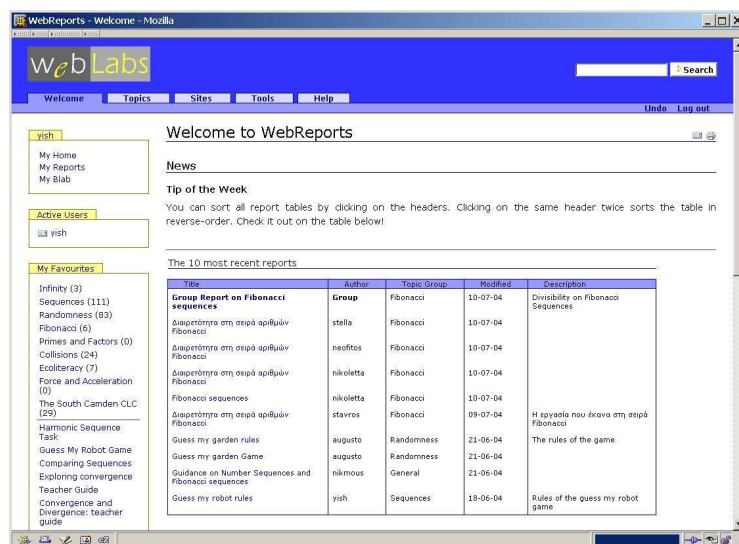 WebReports - Welcome - Mozilla
WebLabs
Search
Welcome Topics Sites Tools Help
Undo Log out
yish
My Home
My Reports
My Blab
Active Users
yish
My Favourites
Infinity (3)
Sequences (111)
Randomness (83)
Fibonacci (6)
Primes and Factors (0)
Collisions (24)
Ecoliteracy (7)
Force and Acceleration
(0)
The South Camden CLC
(29)
Harmonic Sequence
Task
Guess My Robot Game
Comparing Sequences
Exploring convergence
Teacher Guide
Convergence and
Divergence: teacher
guide
Welcome to WebReports
News
Tip of the Week
You can sort all report tables by clicking on the headers. Clicking on the same header twice sorts the table in
reverse-order. Check it out on the table below!
The 10 most recent reports
Title Author Topic Group Modified Description
Group Report on Fibonacci Group Fibonacci 10-07-04 Divisibility on Fibonacci
sequences Sequences
Διαιρετότητα στη σειρά αριθμών stella Fibonacci 10-07-04
Fibonacci
Διαιρετότητα στη σειρά αριθμών neofitos Fibonacci 10-07-04
Fibonacci
Διαιρετότητα στη σειρά αριθμών nikoletta Fibonacci 10-07-04
Fibonacci
Fibonacci sequences nikoletta Fibonacci 10-07-04
Διαιρετότητα στη σειρά αριθμών stavros Fibonacci 09-07-04 Η εργασία που έκανα στη σειρά
Fibonacci Fibonacci
Guess my garden rules augusto Randomness 21-06-04 The rules of the game
Guess my garden Game augusto Randomness 21-06-04
Guidance on Number Sequences and nikmous General 21-06-04
Fibonacci sequences
Guess my robot rules yish Sequences 18-06-04 Rules of the guess my robot
game